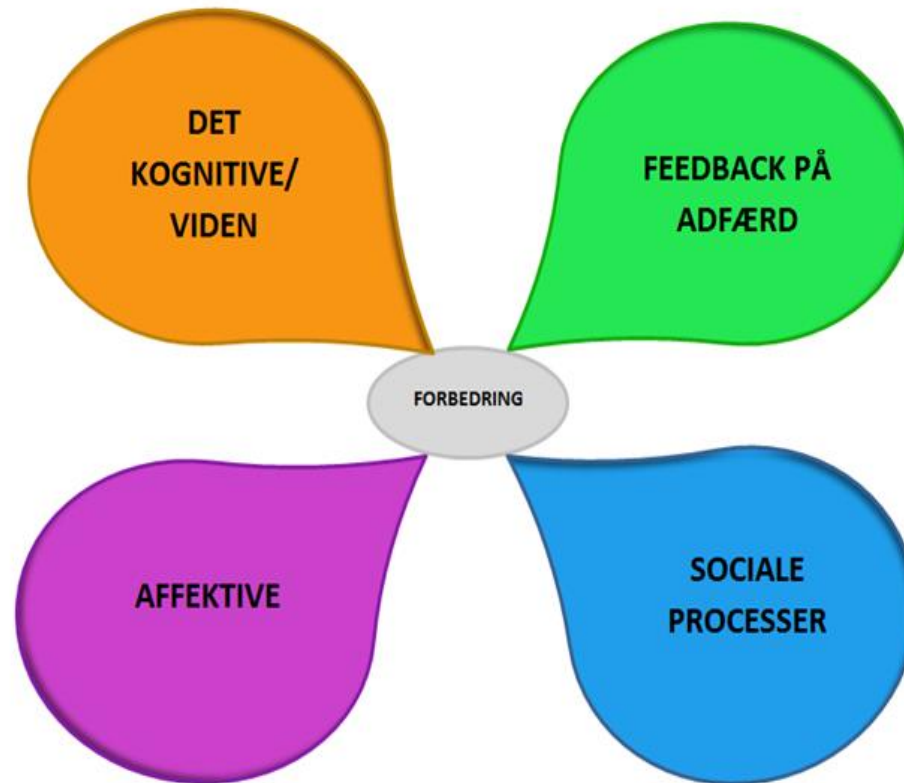 DET
KOGNITIVE/
VIDEN
FEEDBACK PÅ
ADFÆRD
FORBEDRING
AFFEKTIVE
SOCIALE
PROCESSER